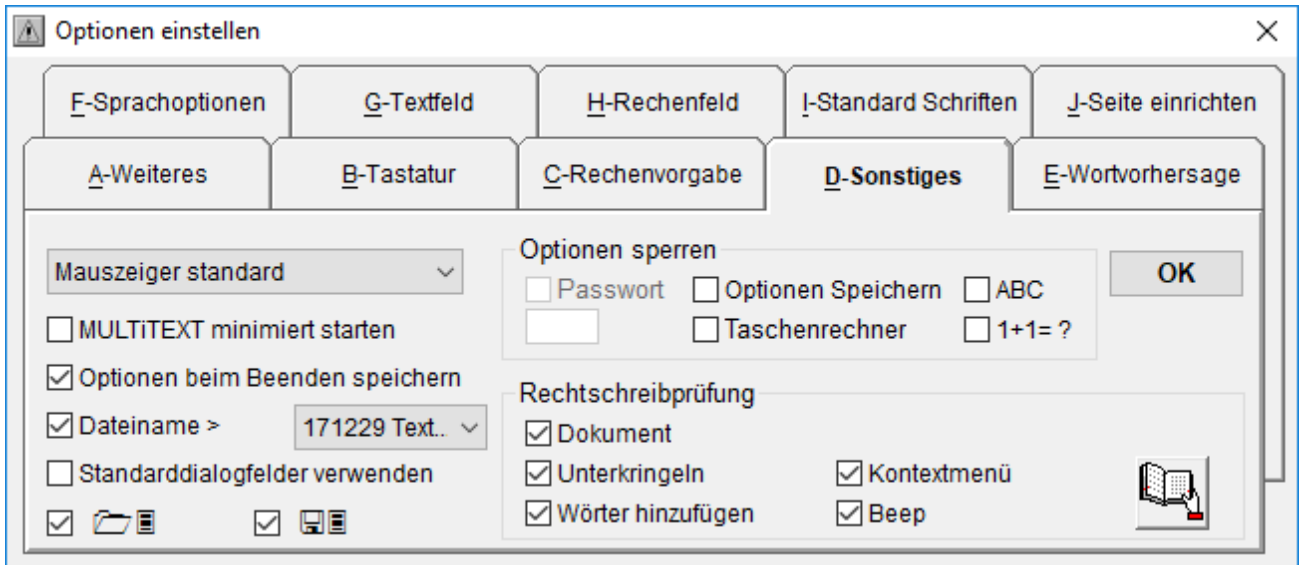 Optionen einstellen
F-Sprachoptionen
G-Textfeld
H-Rechenfeld
I-Standard Schriften
J-Seite einrichten
A-Weiteres
B-Tastatur
C-Rechenvorgabe
D-Sonstiges
E-Wortvorhersage
Mauszeiger standard
MULTiTEXT minimiert starten
Optionen beim Beenden speichern
Dateiname >
171229 Text..
Standarddialogfelder verwenden
Optionen sperren
Passwort
Optionen Speichern
ABC
Taschenrechner
1+1= ?
OK
Rechtschreibprüfung
Dokument
Unterkringeln
Kontextmenü
Wörter hinzufügen
Beep